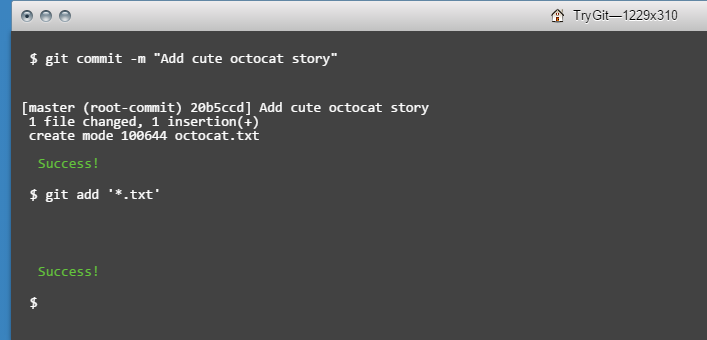 TryGit—1229x310
$ git commit -m "Add cute octocat story"
[master (root-commit) 20b5ccd] Add cute octocat story
1 file changed, 1 insertion(+)
create mode 100644 octocat.txt
Success!
$ git add '*.txt'
Success!
$